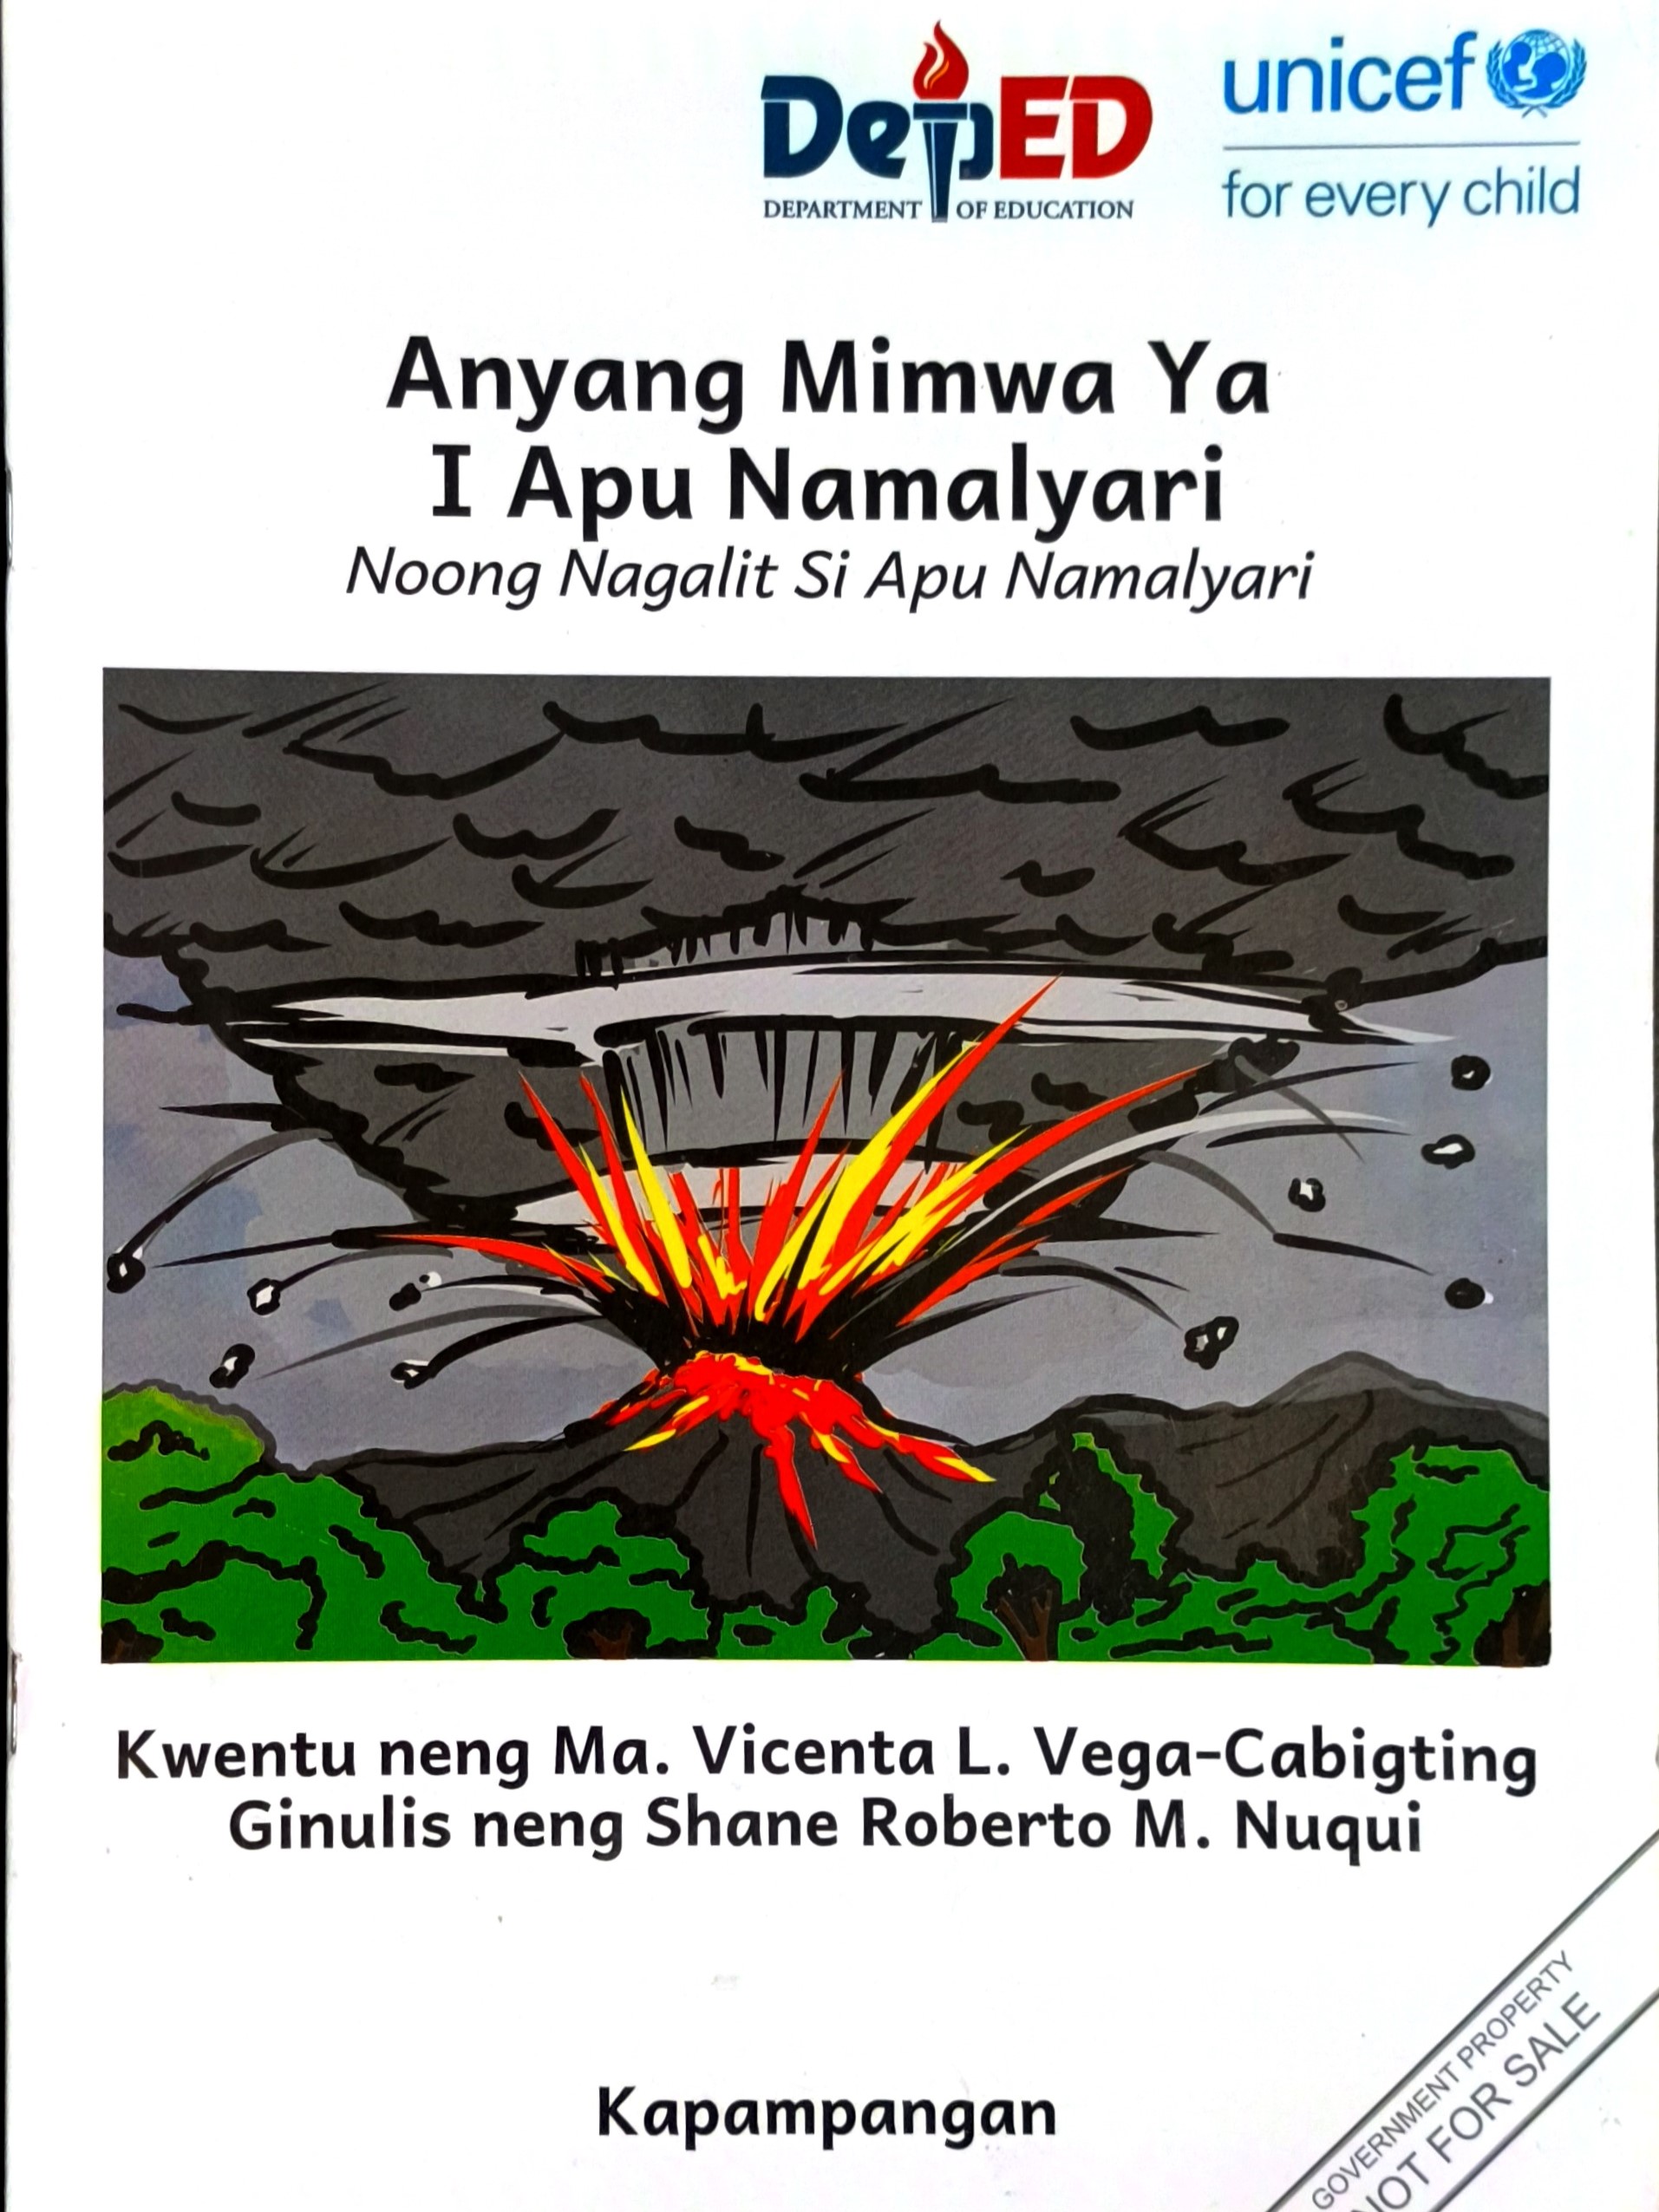 DepED
DEPARTMENT OF EDUCATION
unicef
for every child
Anyang Mimwa Ya
I Apu Namalyari
Noong Nagalit Si Apu Namalyari
Kwentu neng Ma. Vicenta L. Vega-Cabigting
Ginulis neng Shane Roberto M. Nuqui
Kapampangan
GOVERNMENT PROPERTY
NOT FOR SALE